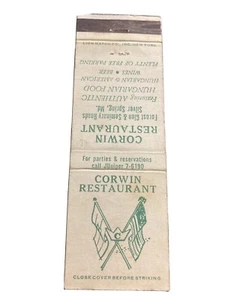 CORWIN
RESTAURANT
Forest Glen & Seminary Roads
Silver Spring, Md.
Featuring AUTHENTIC
HUNGARIAN FOOD
HUNGARIAN & AMERICAN
WINES • BEER
PLENTY OF FREE PARKING
For parties & reservations
call JUniper 7-8190
CORWIN
RESTAURANT
C
CLOSE COVER BEFORE STRIKING